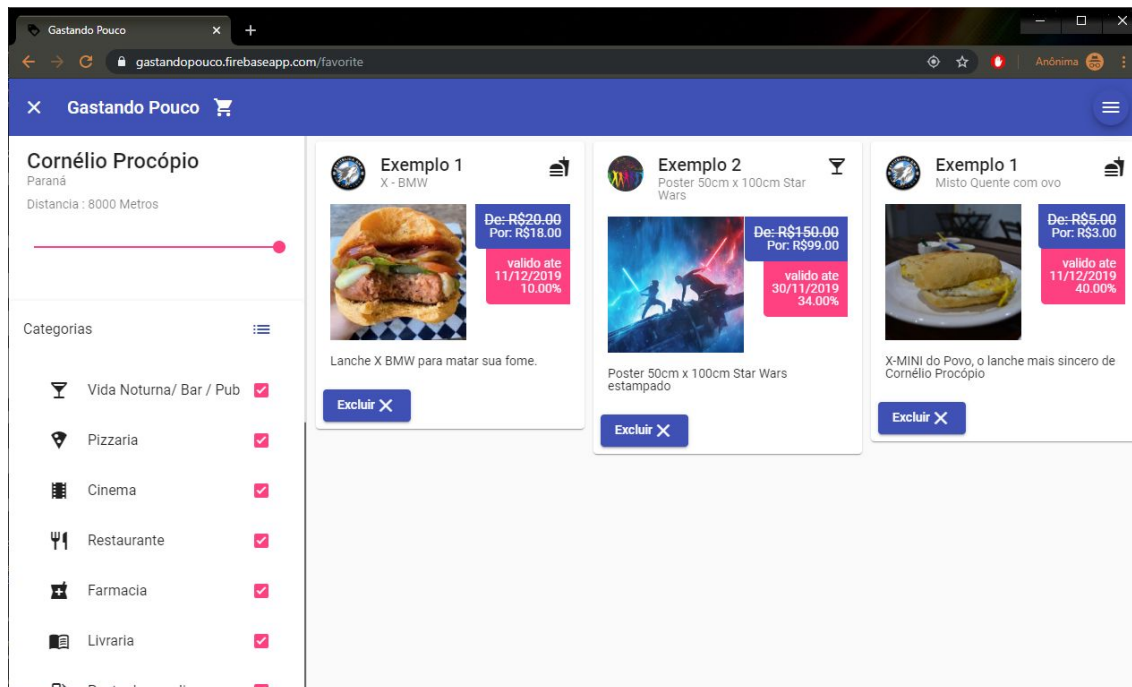 Gastando Pouco
gastandopouco.firebaseapp.com/favorite
Anônima
Gastando Pouco
Cornélio Procópio
Paraná
Distancia : 8000 Metros
Categorias
Vida Noturna/ Bar / Pub
Pizzaria
Cinema
Restaurante
Farmacia
Livraria
Exemplo 1
X - BMW
De: R$20.00
Por: R$18.00
valido ate
11/12/2019
10.00%
Lanche X BMW para matar sua fome.
Excluir
Exemplo 2
Poster 50cm x 100cm Star
Wars
De: R$150.00
Por: R$99.00
valido ate
30/11/2019
34.00%
Poster 50cm x 100cm Star Wars
estampado
Excluir
Exemplo 1
Misto Quente com ovo
De: R$5.00
Por: R$3.00
valido ate
11/12/2019
40.00%
X-MINI do Povo, o lanche mais sincero de
Cornélio Procópio
Excluir